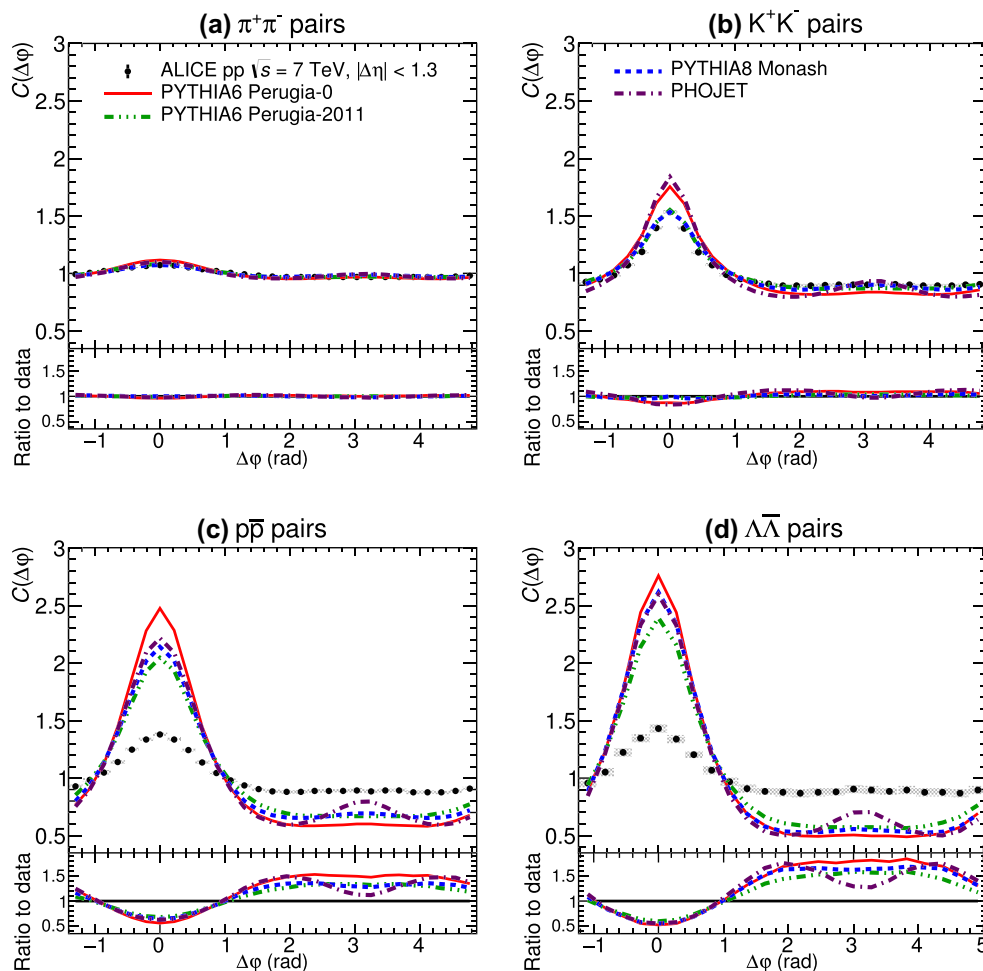 (a) π⁺π⁻ pairs
C(Δφ)
3
2.5
2
1.5
1
0.5
ALICE pp √s = 7 TeV, |Δη| < 1.3
PYTHIA6 Perugia-0
PYTHIA6 Perugia-2011
Ratio to data
1.5
1
0.5
−1 0 1 2 3 4
Δφ (rad)
(b) K⁺K⁻ pairs
C(Δφ)
3
2.5
2
1.5
1
0.5
PYTHIA8 Monash
PHOJET
Ratio to data
1.5
1
0.5
−1 0 1 2 3 4 5
Δφ (rad)
(c) pp̅ pairs
C(Δφ)
3
2.5
2
1.5
1
0.5
Ratio to data
1.5
1
0.5
−1 0 1 2 3 4
Δφ (rad)
(d) ΛΛ̅ pairs
C(Δφ)
3
2.5
2
1.5
1
0.5
Ratio to data
1.5
1
0.5
−1 0 1 2 3 4 5
Δφ (rad)